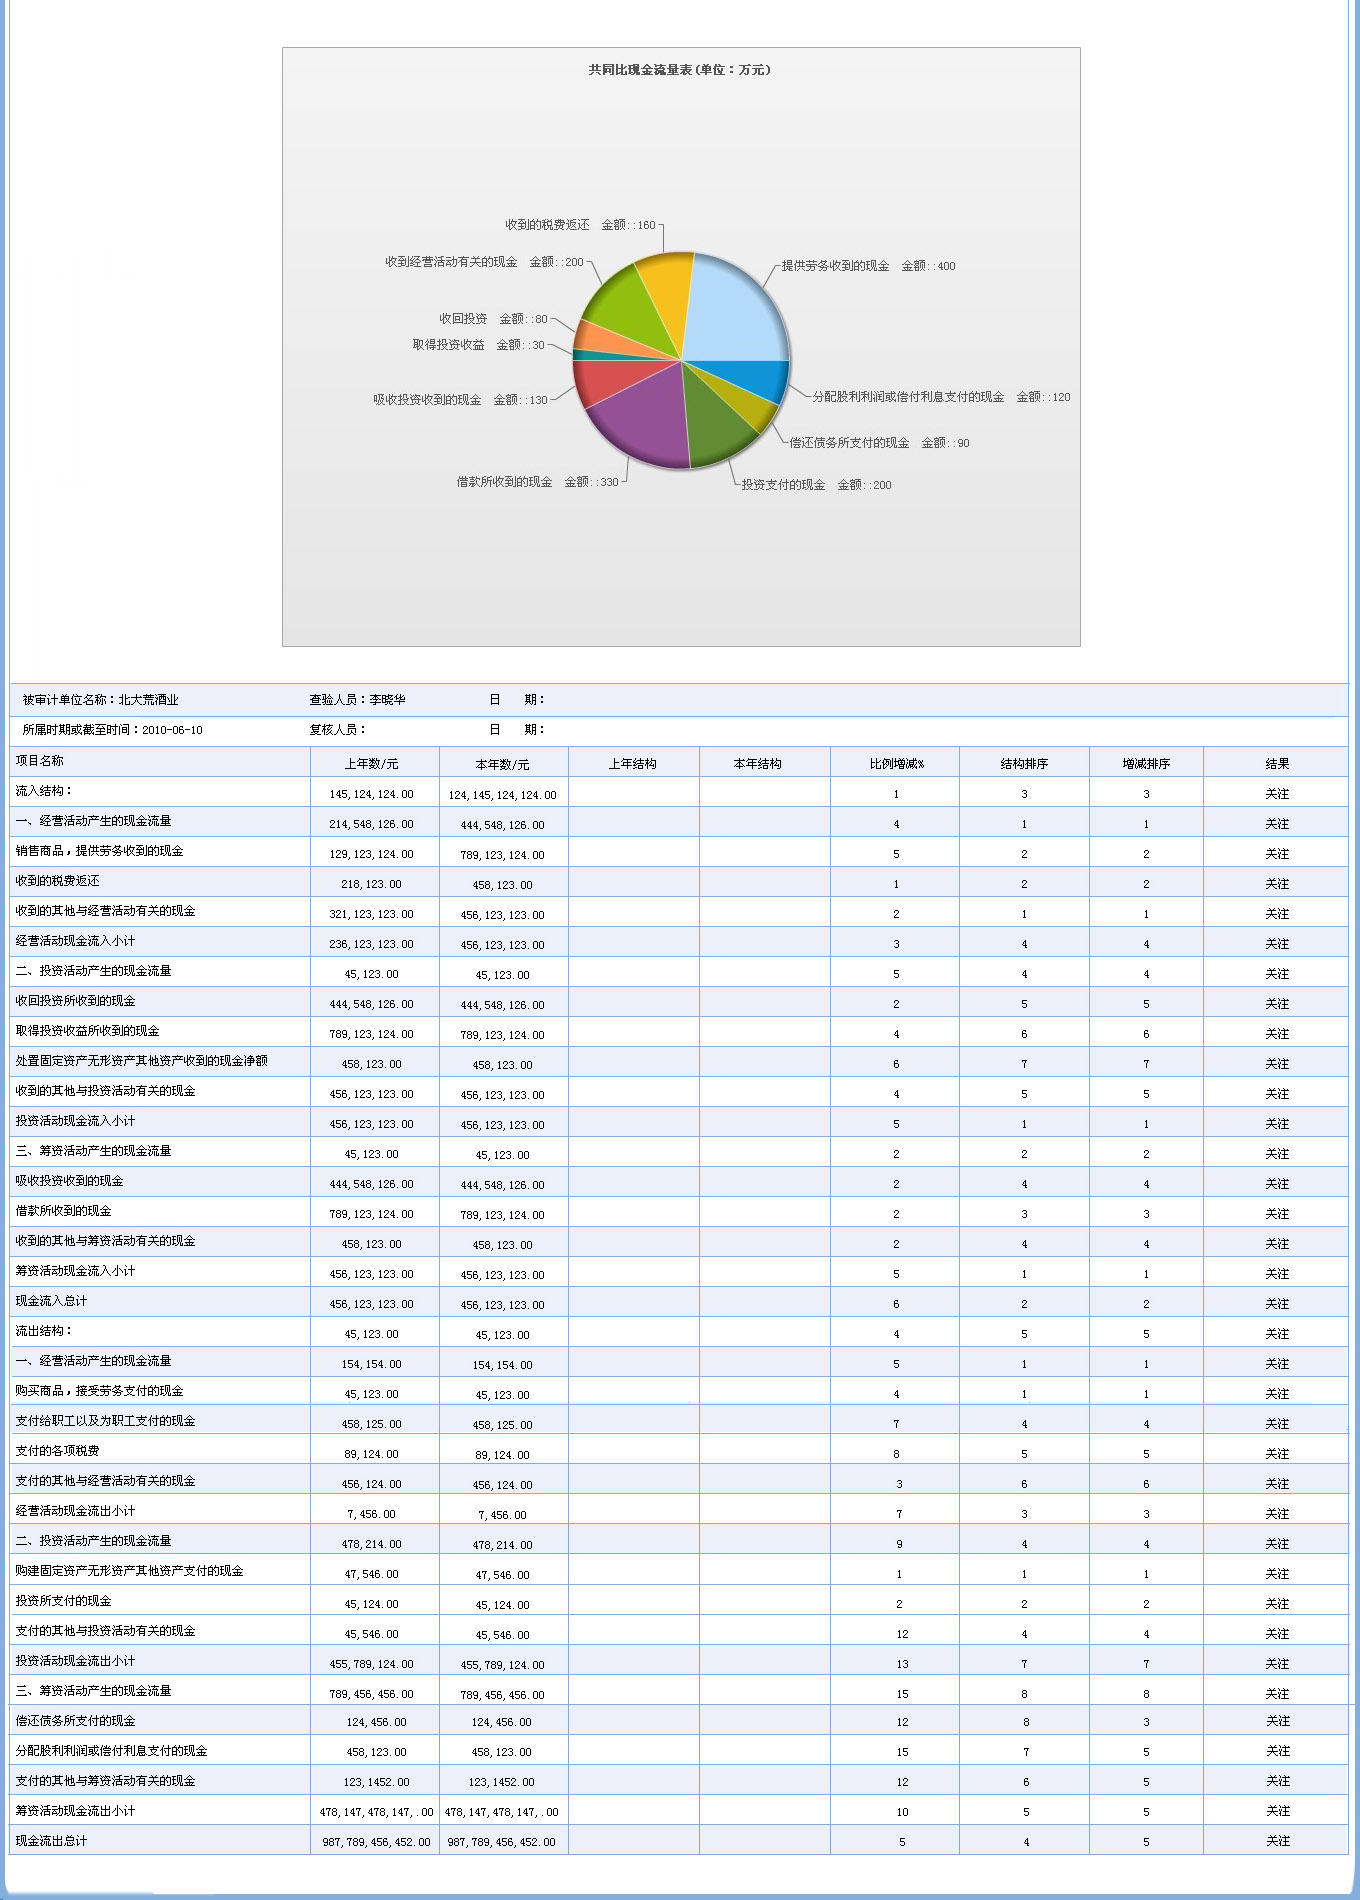 共同比现金流量表(单位：万元)
收到的税费返还 金额::160
提供劳务收到的现金 金额::400
收到经营活动有关的现金 金额::200
收回投资 金额::80
取得投资收益 金额::30
吸收投资收到的现金 金额::130
分配股利利润或偿付利息支付的现金 金额::120
偿还债务所支付的现金 金额::90
借款所收到的现金 金额::330
投资支付的现金 金额::200
被审计单位名称：北大荒酒业 查验人员：李晓华 日 期：
所属时期或截至时间：2010-06-10 复核人员： 日 期：
项目名称 上年数/元 本年数/元 上年结构 本年结构 比例增减% 结构排序 增减排序 结果
流入结构： 145,124,124.00 124,145,124,124.00 1 3 3 关注
一、经营活动产生的现金流量 214,548,126.00 444,548,126.00 4 1 1 关注
销售商品，提供劳务收到的现金 129,123,124.00 789,123,124.00 5 2 2 关注
收到的税费返还 218,123.00 458,123.00 1 2 2 关注
收到的其他与经营活动有关的现金 321,123,123.00 456,123,123.00 2 1 1 关注
经营活动现金流入小计 236,123,123.00 456,123,123.00 3 4 4 关注
二、投资活动产生的现金流量 45,123.00 45,123.00 5 4 4 关注
收回投资所收到的现金 444,548,126.00 444,548,126.00 2 5 5 关注
取得投资收益所收到的现金 789,123,124.00 789,123,124.00 4 6 6 关注
处置固定资产无形资产其他资产收到的现金净额 458,123.00 458,123.00 6 7 7 关注
收到的其他与投资活动有关的现金 456,123,123.00 456,123,123.00 4 5 5 关注
投资活动现金流入小计 456,123,123.00 456,123,123.00 5 1 1 关注
三、筹资活动产生的现金流量 45,123.00 45,123.00 2 2 2 关注
吸收投资收到的现金 444,548,126.00 444,548,126.00 2 4 4 关注
借款所收到的现金 789,123,124.00 789,123,124.00 2 3 3 关注
收到的其他与筹资活动有关的现金 458,123.00 458,123.00 2 4 4 关注
筹资活动现金流入小计 456,123,123.00 456,123,123.00 5 1 1 关注
现金流入总计 456,123,123.00 456,123,123.00 6 2 2 关注
流出结构： 45,123.00 45,123.00 4 5 5 关注
一、经营活动产生的现金流量 154,154.00 154,154.00 5 1 1 关注
购买商品，接受劳务支付的现金 45,123.00 45,123.00 4 1 1 关注
支付给职工以及为职工支付的现金 458,125.00 458,125.00 7 4 4 关注
支付的各项税费 89,124.00 89,124.00 8 5 5 关注
支付的其他与经营活动有关的现金 456,124.00 456,124.00 3 6 6 关注
经营活动现金流出小计 7,456.00 7,456.00 7 3 3 关注
二、投资活动产生的现金流量 478,214.00 478,214.00 9 4 4 关注
购建固定资产无形资产其他资产支付的现金 47,546.00 47,546.00 1 1 1 关注
投资所支付的现金 45,124.00 45,124.00 2 2 2 关注
支付的其他与投资活动有关的现金 45,546.00 45,546.00 12 4 4 关注
投资活动现金流出小计 455,789,124.00 455,789,124.00 13 7 7 关注
三、筹资活动产生的现金流量 789,456,456.00 789,456,456.00 15 8 8 关注
偿还债务所支付的现金 124,456.00 124,456.00 12 8 3 关注
分配股利利润或偿付利息支付的现金 458,123.00 458,123.00 15 7 5 关注
支付的其他与筹资活动有关的现金 123,1452.00 123,1452.00 12 6 5 关注
筹资活动现金流出小计 478,147,478,147,.00 478,147,478,147,.00 10 5 5 关注
现金流出总计 987,789,456,452.00 987,789,456,452.00 5 4 5 关注